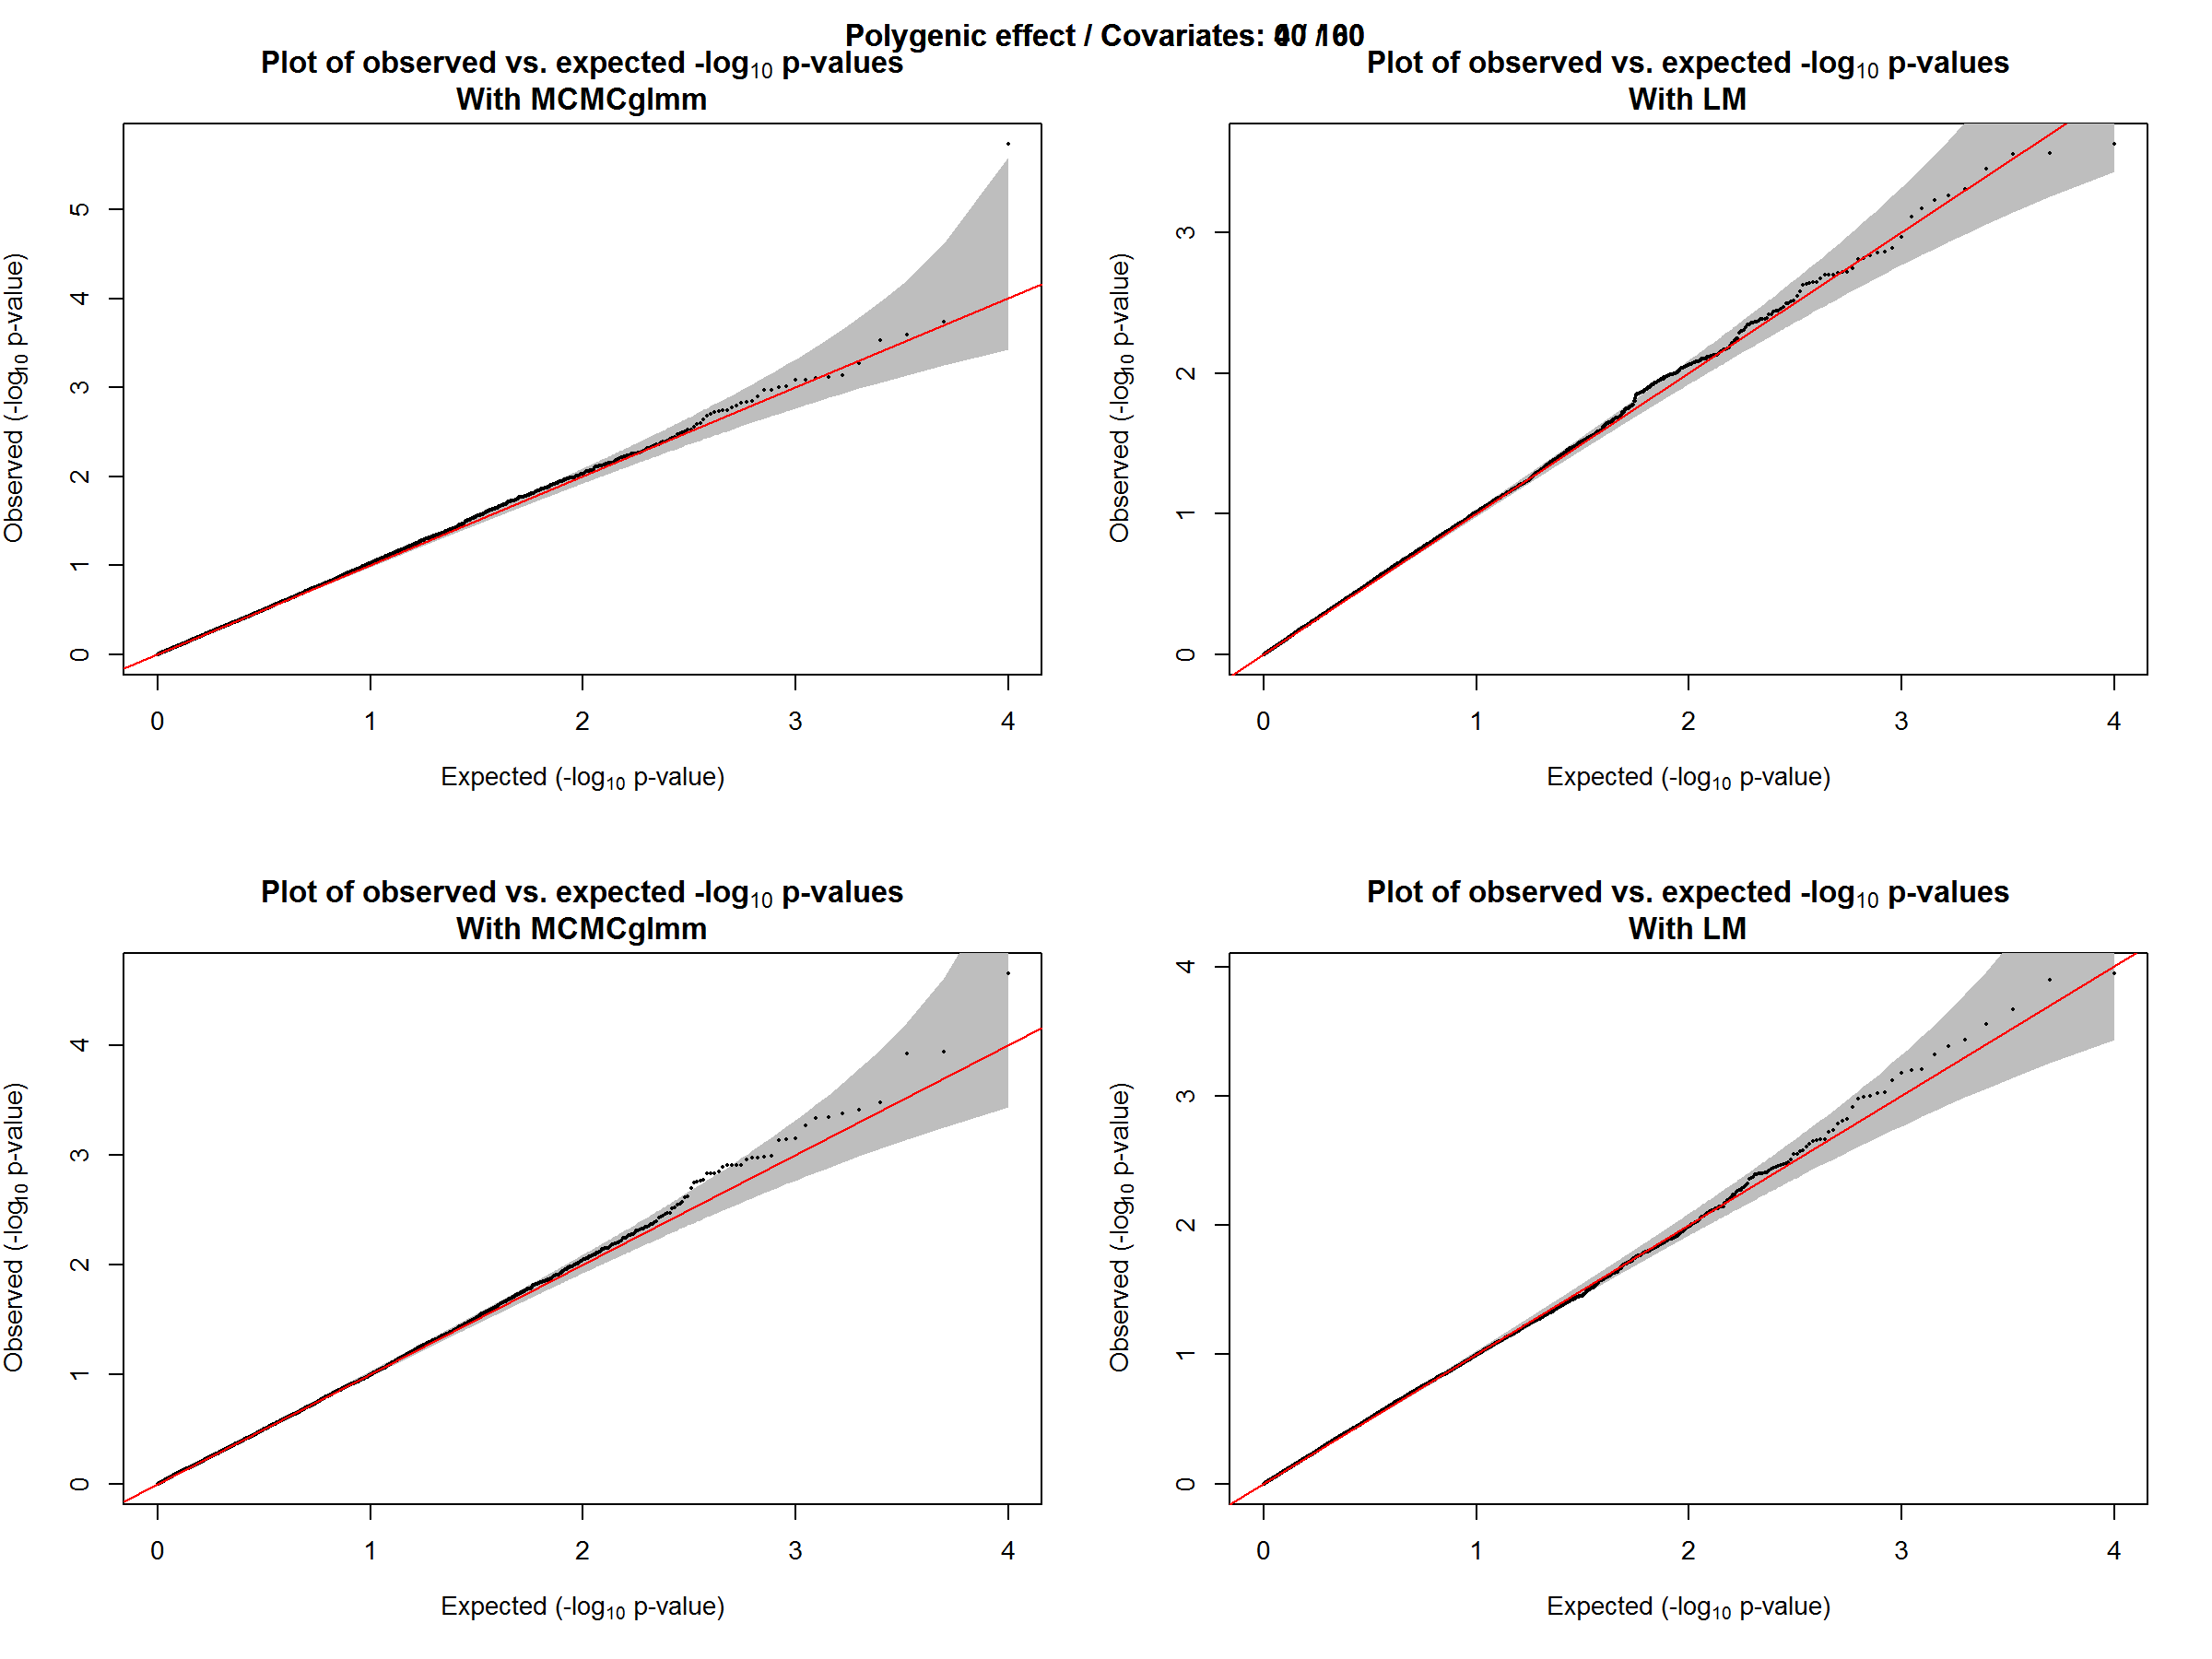 Polygenic effect / Covariates:
Plot of observed vs. expected -log10 p-values
With MCMCglmm
5
4
3
2
1
0
Observed (-log10 p-value)
0 1 2 3 4
Expected (-log10 p-value)
Plot of observed vs. expected -log10 p-values
With LM
3
2
1
0
Observed (-log10 p-value)
0 1 2 3 4
Expected (-log10 p-value)
Plot of observed vs. expected -log10 p-values
With MCMCglmm
4
3
2
1
0
Observed (-log10 p-value)
0 1 2 3 4
Expected (-log10 p-value)
Plot of observed vs. expected -log10 p-values
With LM
4
3
2
1
0
Observed (-log10 p-value)
0 1 2 3 4
Expected (-log10 p-value)